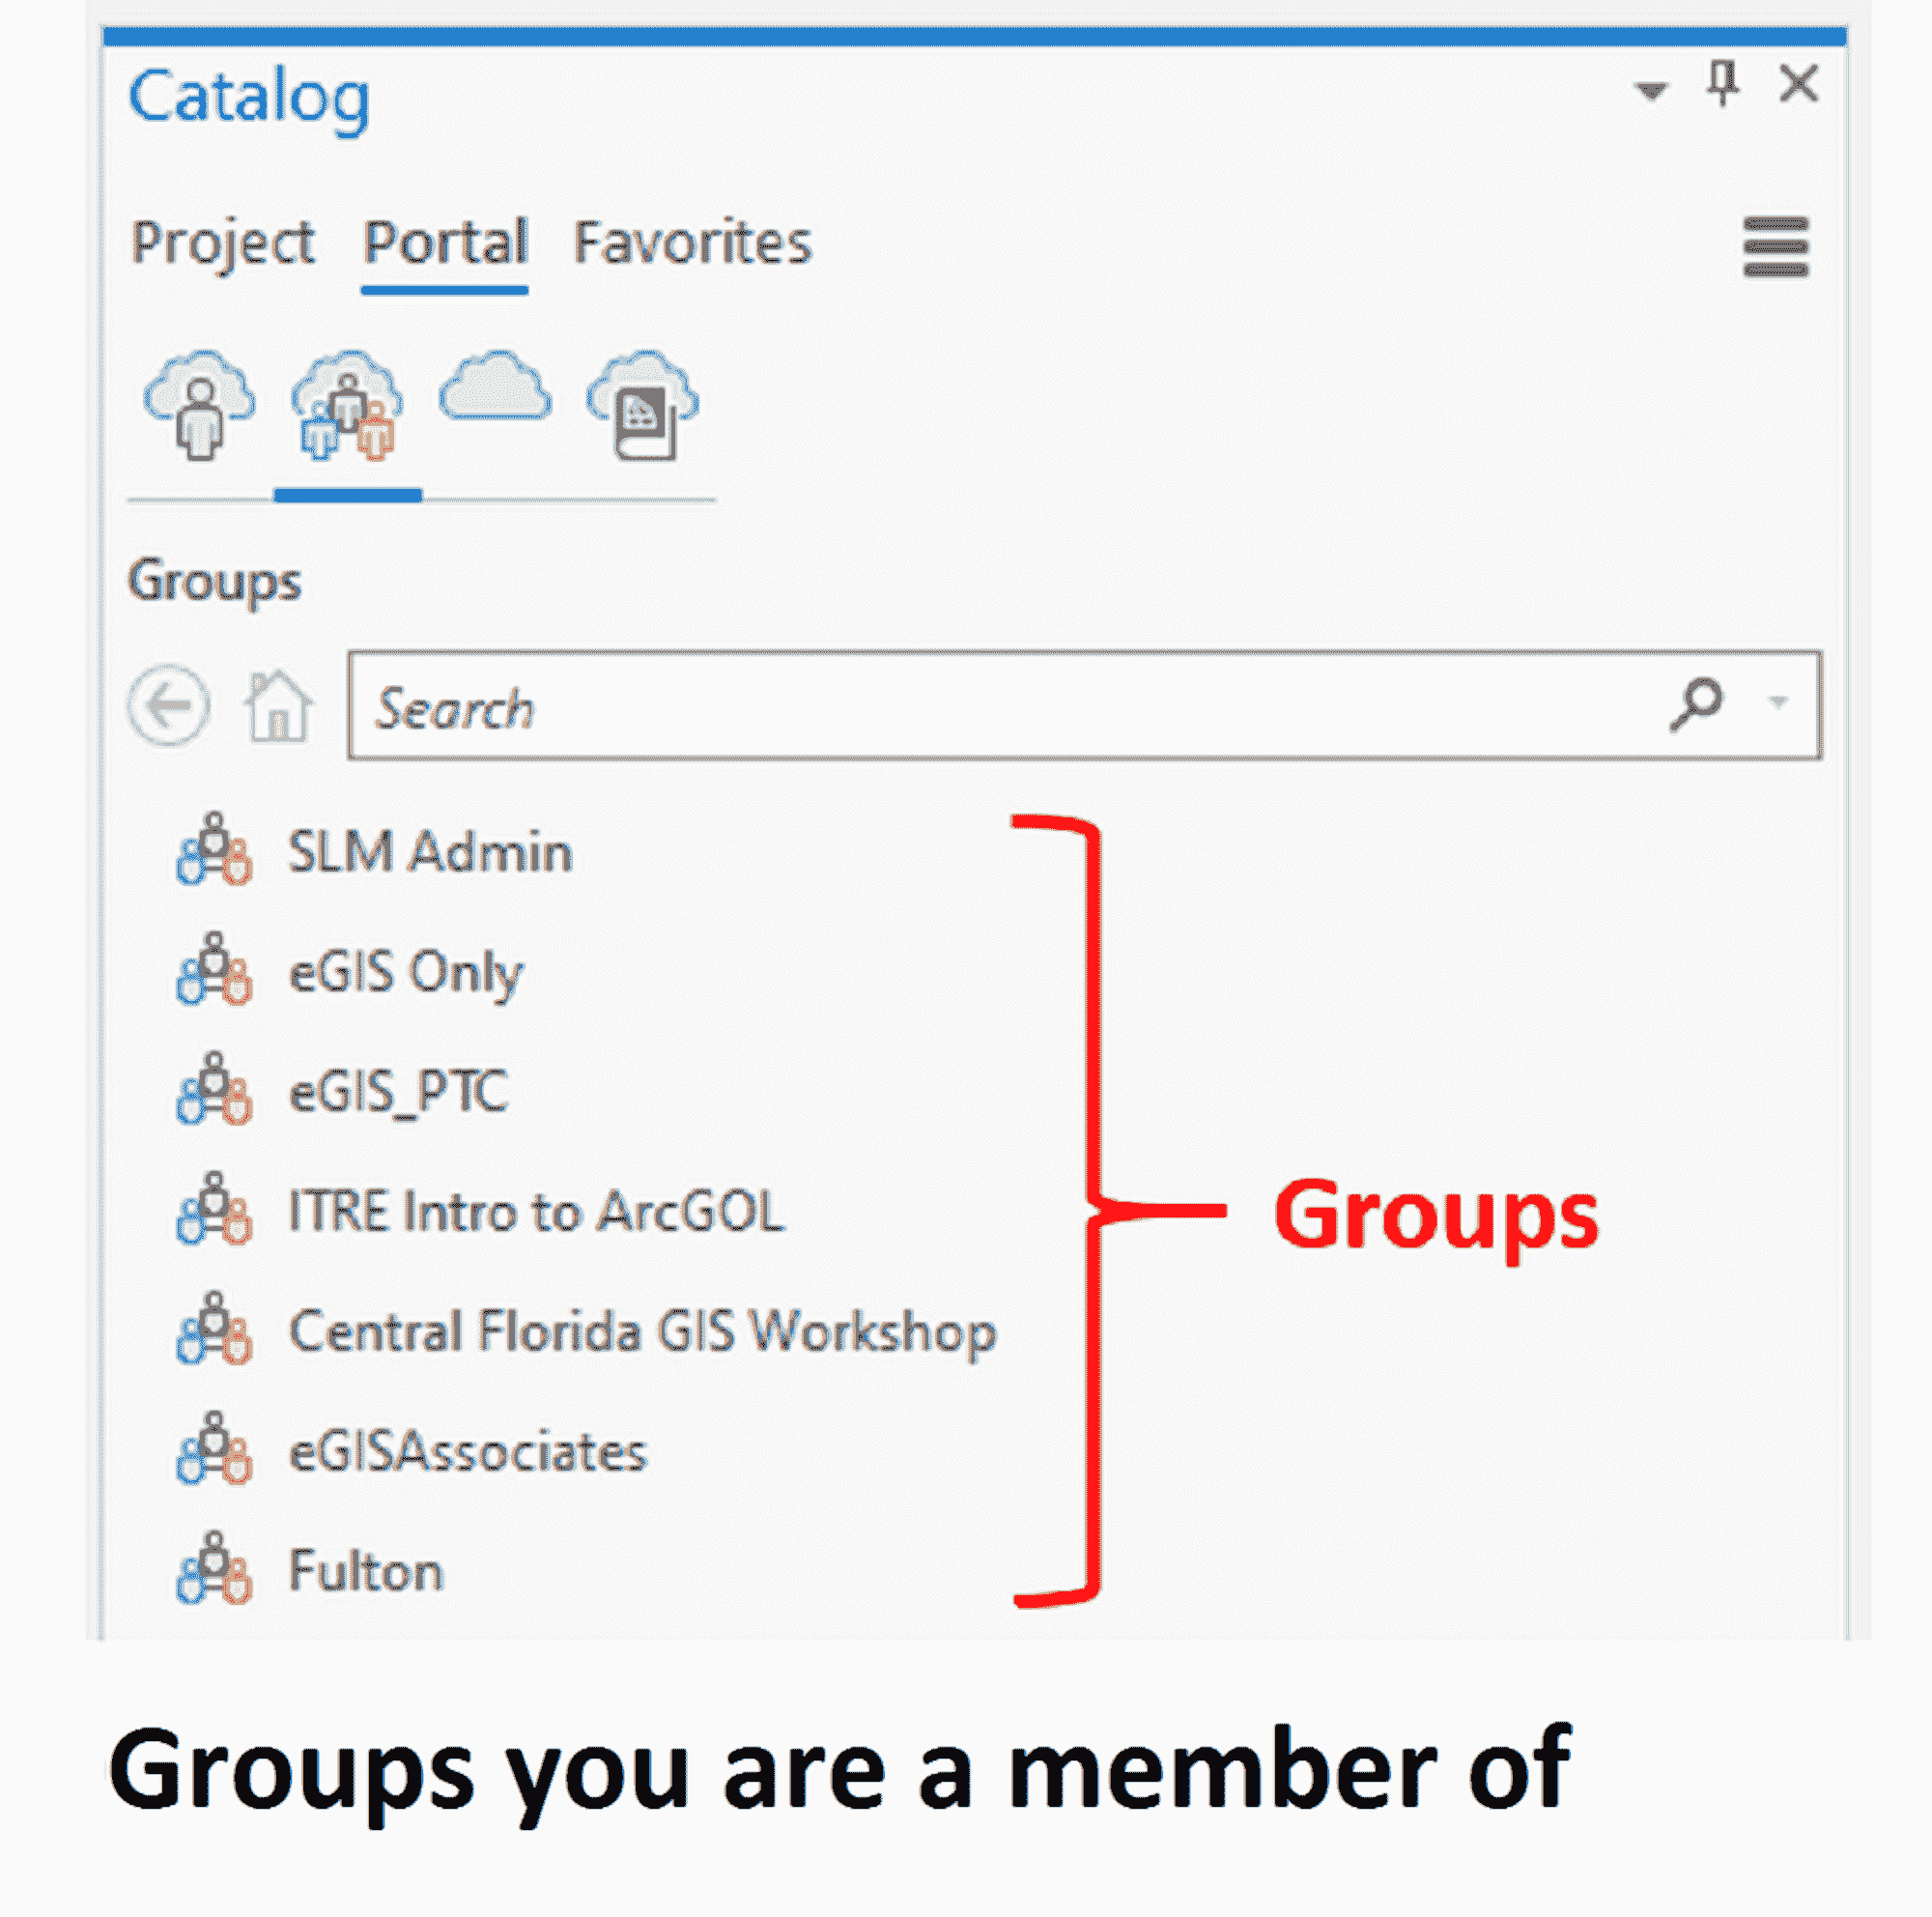 Catalog
Project Portal Favorites
Groups
Search
SLM Admin
eGIS Only
eGIS_PTC
ITRE Intro to ArcGOL
Central Florida GIS Workshop
eGISAssociates
Fulton
Groups
Groups you are a member of